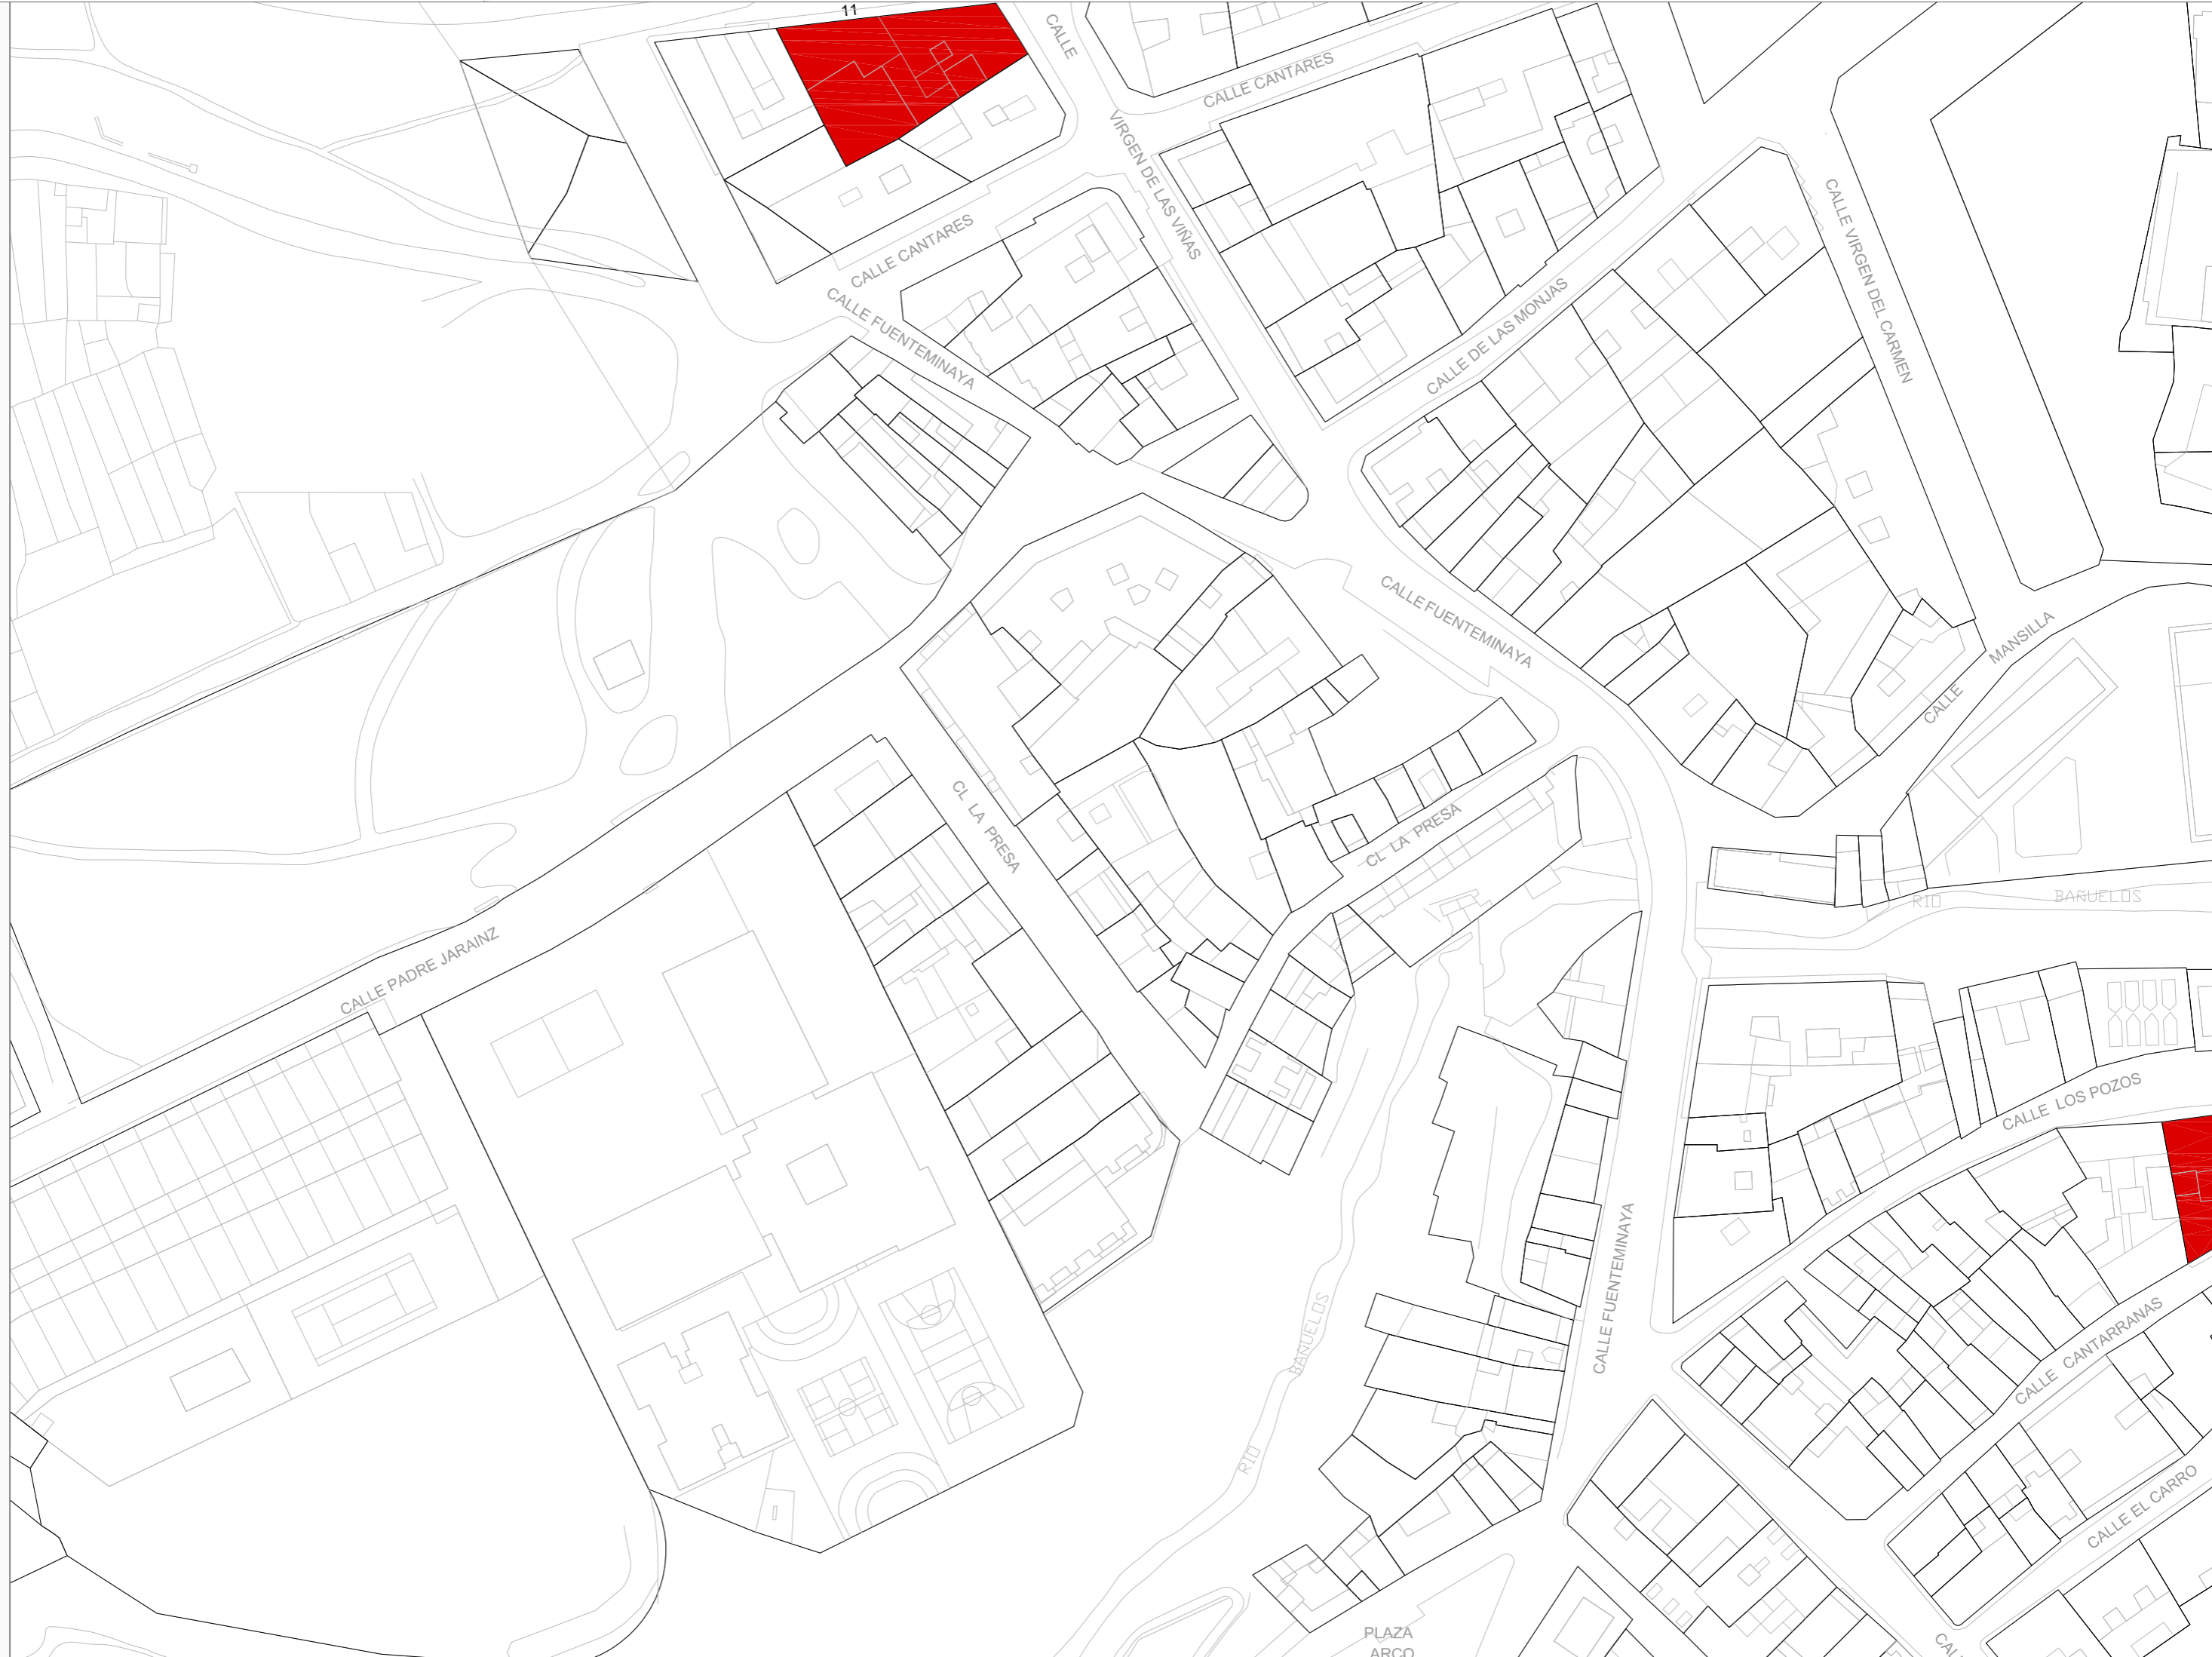 11
CALLE
VIRGEN DE LAS VIÑAS
CALLE CANTARES
CALLE CANTARES
CALLE FUENTEMINAYA
CALLE DE LAS MONJAS
CALLE VIRGEN DEL CARMEN
CALLE FUENTEMINAYA
MANSILLA
CALLE
CL LA PRESA
CL LA PRESA
RIO
BAÑUELOS
CALLE PADRE JARAINZ
CALLE LOS POZOS
CALLE FUENTEMINAYA
BAÑUELOS
RIO
CALLE CANTARRANAS
CALLE EL CARRO
PLAZA
ARCO